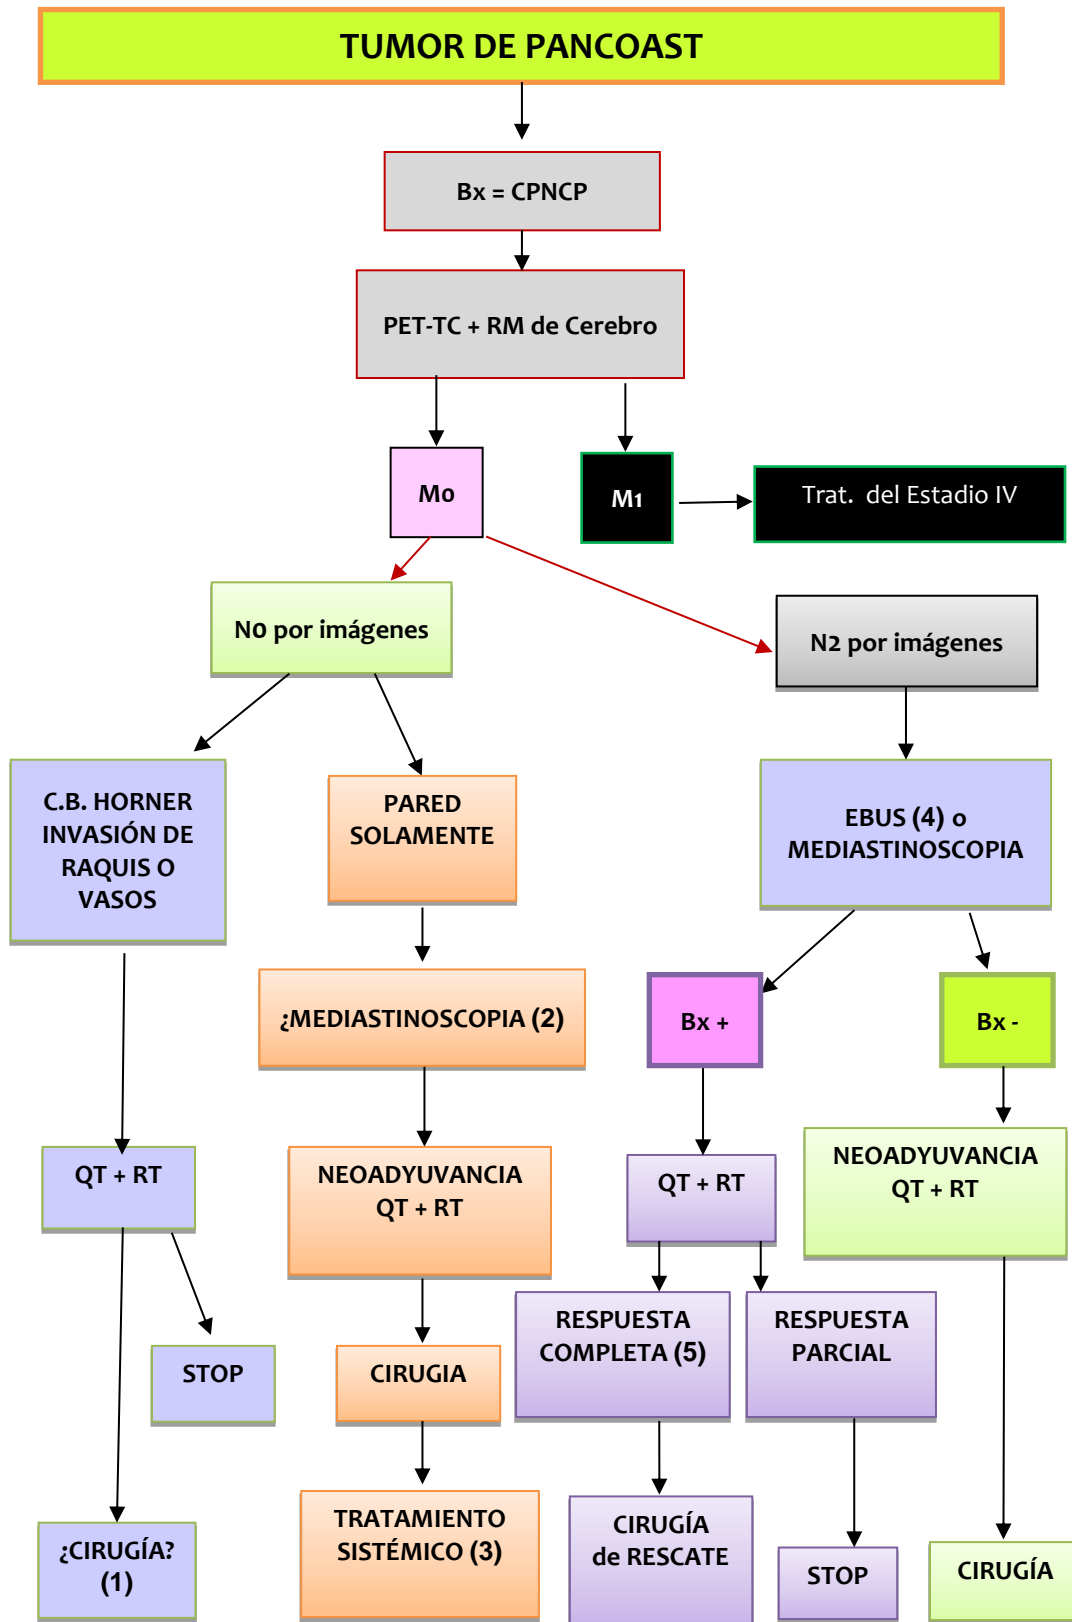 TUMOR DE PANCOAST
Bx = CPNCP
PET-TC + RM de Cerebro
M0
M1
Trat. del Estadio IV
N0 por imágenes
N2 por imágenes
C.B. HORNER
INVASIÓN DE
RAQUIS O
VASOS
PARED
SOLAMENTE
EBUS (4) o
MEDIASTINOSCOPIA
¿MEDIASTINOSCOPIA (2)
Bx +
Bx -
QT + RT
NEOADYUVANCIA
QT + RT
QT + RT
NEOADYUVANCIA
QT + RT
STOP
CIRUGIA
RESPUESTA
COMPLETA (5)
RESPUESTA
PARCIAL
¿CIRUGÍA?
(1)
TRATAMIENTO
SISTÉMICO (3)
CIRUGÍA
de RESCATE
STOP
CIRUGÍA